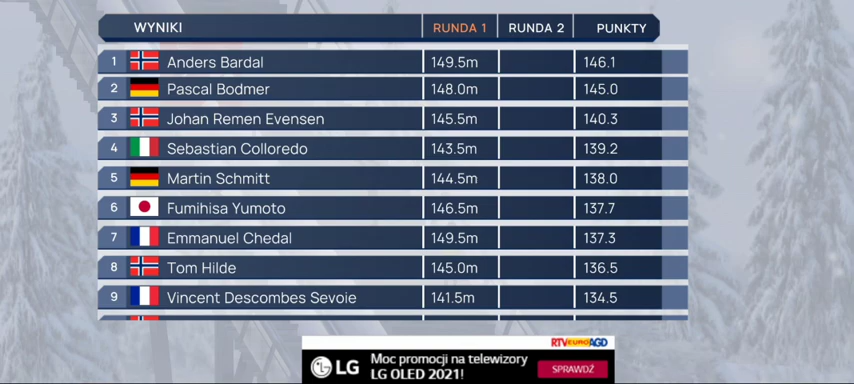 WYNIKI RUNDA 1 RUNDA 2 PUNKTY
1 Anders Bardal 149.5m 146.1
2 Pascal Bodmer 148.0m 145.0
3 Johan Remen Evensen 145.5m 140.3
4 Sebastian Colloredo 143.5m 139.2
5 Martin Schmitt 144.5m 138.0
6 Fumihisa Yumoto 146.5m 137.7
7 Emmanuel Chedal 149.5m 137.3
8 Tom Hilde 145.0m 136.5
9 Vincent Descombes Sevoie 141.5m 134.5
RTV EURO AGD
LG Moc promocji na telewizory
LG OLED 2021!
SPRAWDŹ